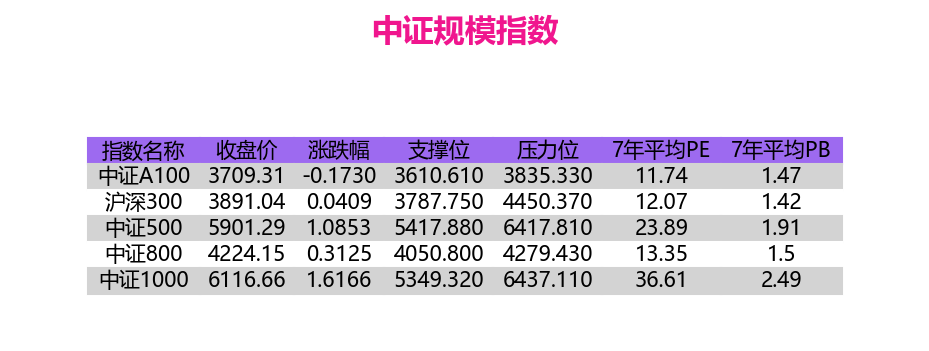 中证规模指数
指数名称 收盘价 涨跌幅 支撑位 压力位 7年平均PE 7年平均PB
中证A100 3709.31 -0.1730 3610.610 3835.330 11.74 1.47
沪深300 3891.04 0.0409 3787.750 4450.370 12.07 1.42
中证500 5901.29 1.0853 5417.880 6417.810 23.89 1.91
中证800 4224.15 0.3125 4050.800 4279.430 13.35 1.5
中证1000 6116.66 1.6166 5349.320 6437.110 36.61 2.49